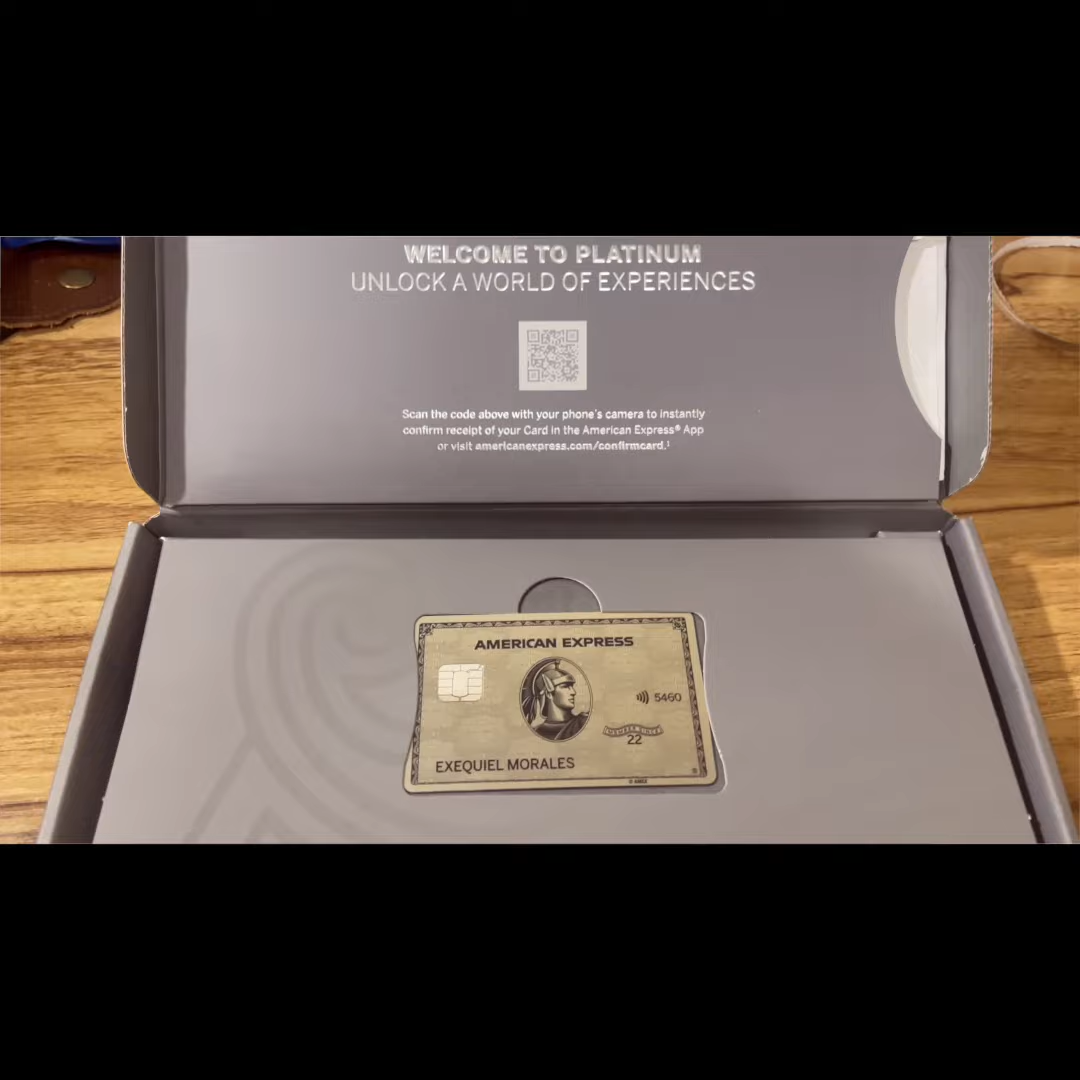 WELCOME TO PLATINUM
UNLOCK A WORLD OF EXPERIENCES
Scan the code above with your phone's camera to instantly
confirm receipt of your Card in the American Express® App
or visit americanexpress.com/confirmcard.¹
AMERICAN EXPRESS
5460
MEMBER SINCE
22
EXEQUIEL MORALES